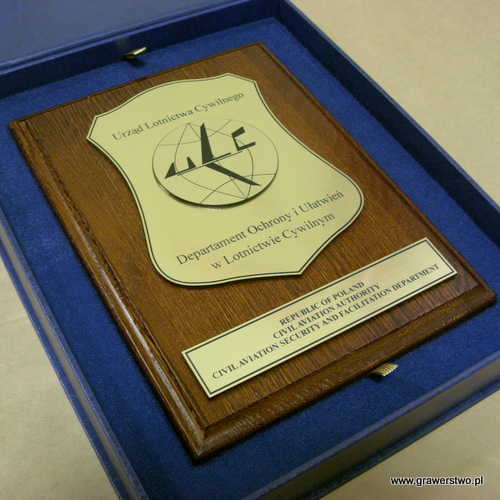 Urząd Lotnictwa Cywilnego
ULC
Departament Ochrony i Ułatwień
w Lotnictwie Cywilnym
REPUBLIC OF POLAND
CIVIL AVIATION AUTHORITY
CIVIL AVIATION SECURITY AND FACILITATION DEPARTMENT
www.grawerstwo.pl